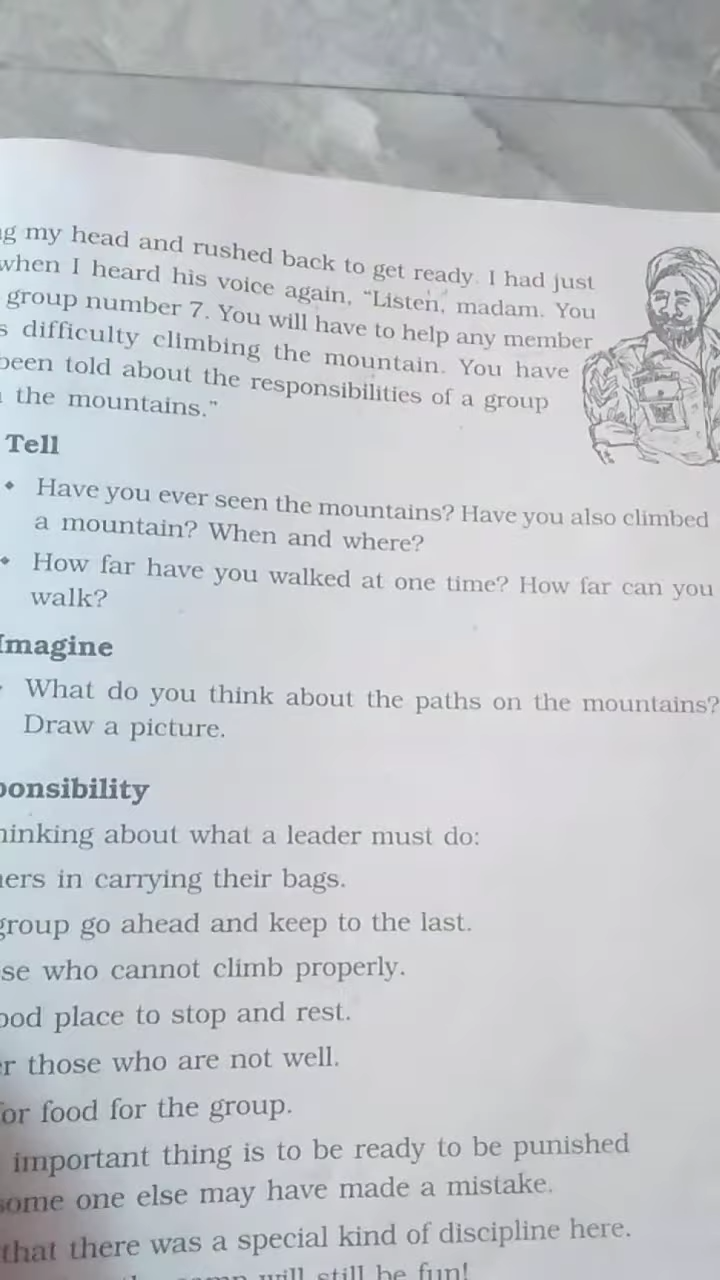 my head and rushed back to get ready. I had just
when I heard his voice again, “Listen, madam. You
group number 7. You will have to help any member
difficulty climbing the mountain. You have
been told about the responsibilities of a group
the mountains.”
Tell
• Have you ever seen the mountains? Have you also climbed
a mountain? When and where?
• How far have you walked at one time? How far can you
walk?
Imagine
What do you think about the paths on the mountains?
Draw a picture.
ponsibility
hinking about what a leader must do:
ers in carrying their bags.
group go ahead and keep to the last.
se who cannot climb properly.
ood place to stop and rest.
r those who are not well.
for food for the group.
important thing is to be ready to be punished
some one else may have made a mistake.
that there was a special kind of discipline here.
will still be fun!